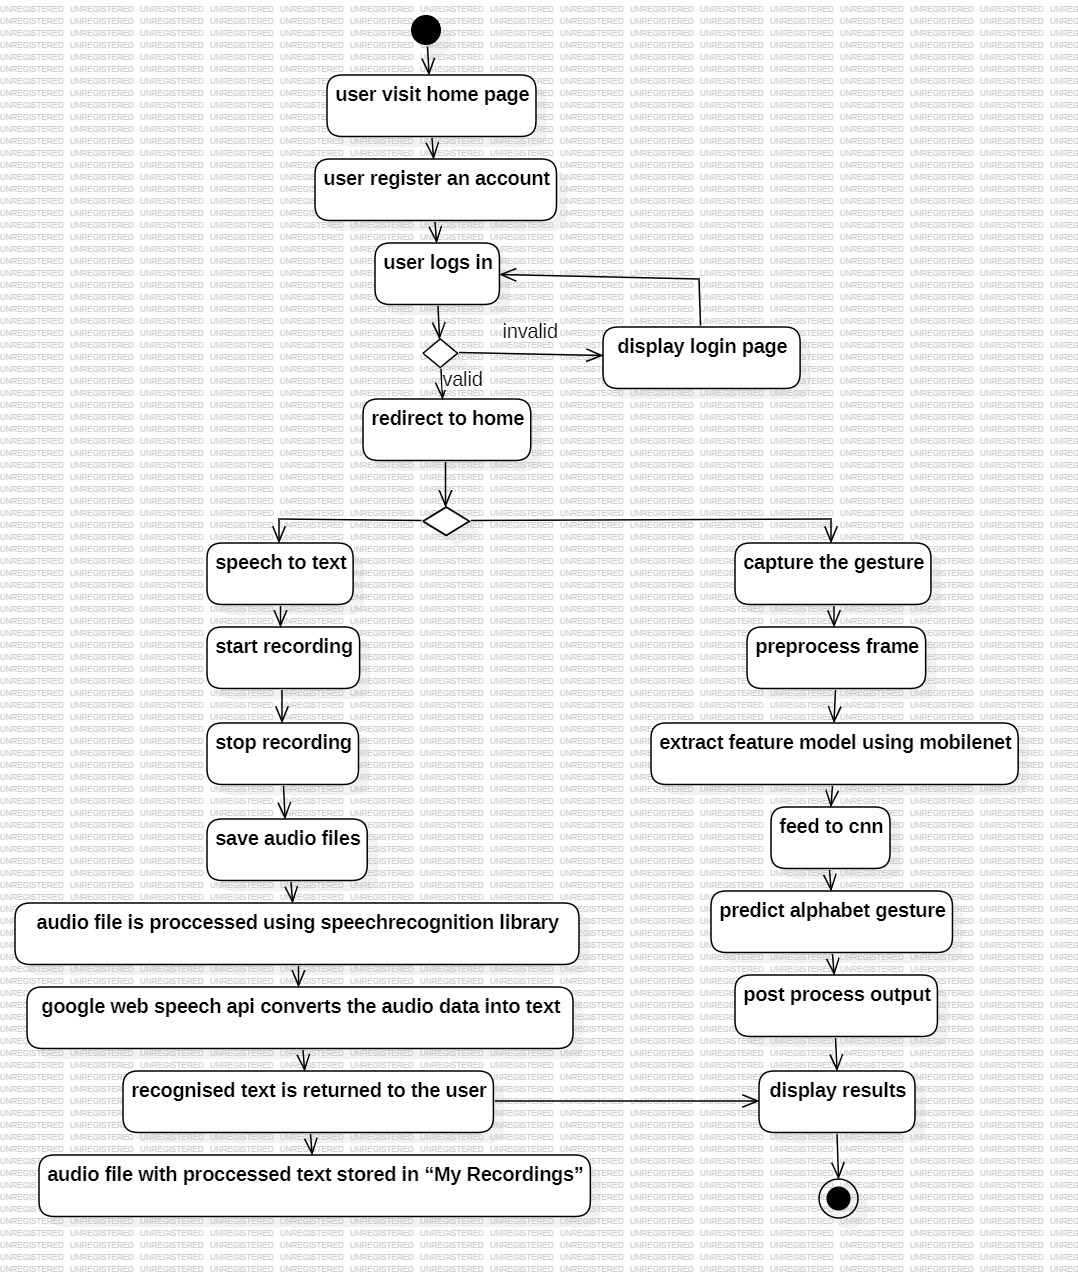 user visit home page
user register an account
user logs in
invalid
display login page
valid
redirect to home
speech to text
capture the gesture
start recording
preprocess frame
stop recording
extract feature model using mobilenet
save audio files
feed to cnn
audio file is proccessed using speechrecognition library
predict alphabet gesture
google web speech api converts the audio data into text
post process output
recognised text is returned to the user
display results
audio file with proccessed text stored in “My Recordings”
UNREGISTERED